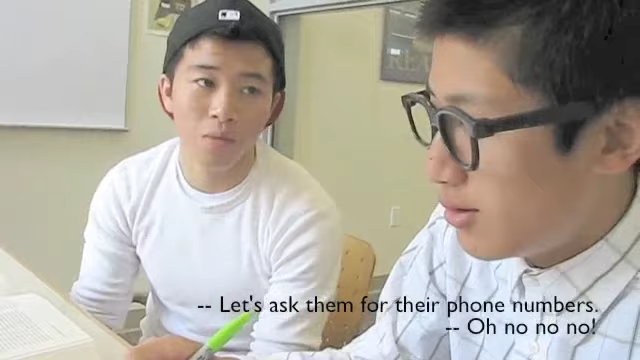 -- Let's ask them for their phone numbers.
-- Oh no no no!